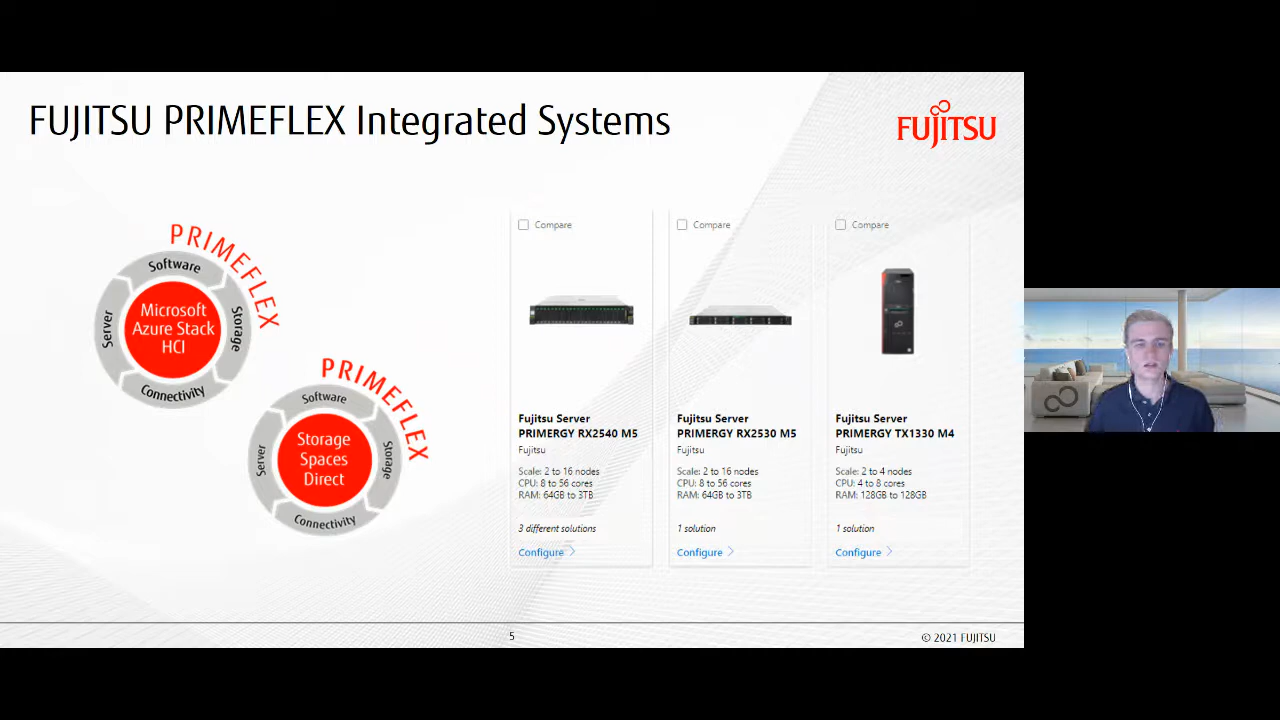 FUJITSU PRIMEFLEX Integrated Systems
FUJITSU
PRIMEFLEX
Software
Server
Microsoft
Azure Stack
HCI
Storage
Connectivity
PRIMEFLEX
Software
Server
Storage
Spaces
Direct
Storage
Connectivity
Compare
Fujitsu Server
PRIMERGY RX2540 M5
Fujitsu
Scale: 2 to 16 nodes
CPU: 8 to 56 cores
RAM: 64GB to 3TB
3 different solutions
Configure
Compare
Fujitsu Server
PRIMERGY RX2530 M5
Fujitsu
Scale: 2 to 16 nodes
CPU: 8 to 56 cores
RAM: 64GB to 3TB
1 solution
Configure
Compare
Fujitsu Server
PRIMERGY TX1330 M4
Fujitsu
Scale: 2 to 4 nodes
CPU: 4 to 8 cores
RAM: 128GB to 128GB
1 solution
Configure
5
© 2021 FUJITSU